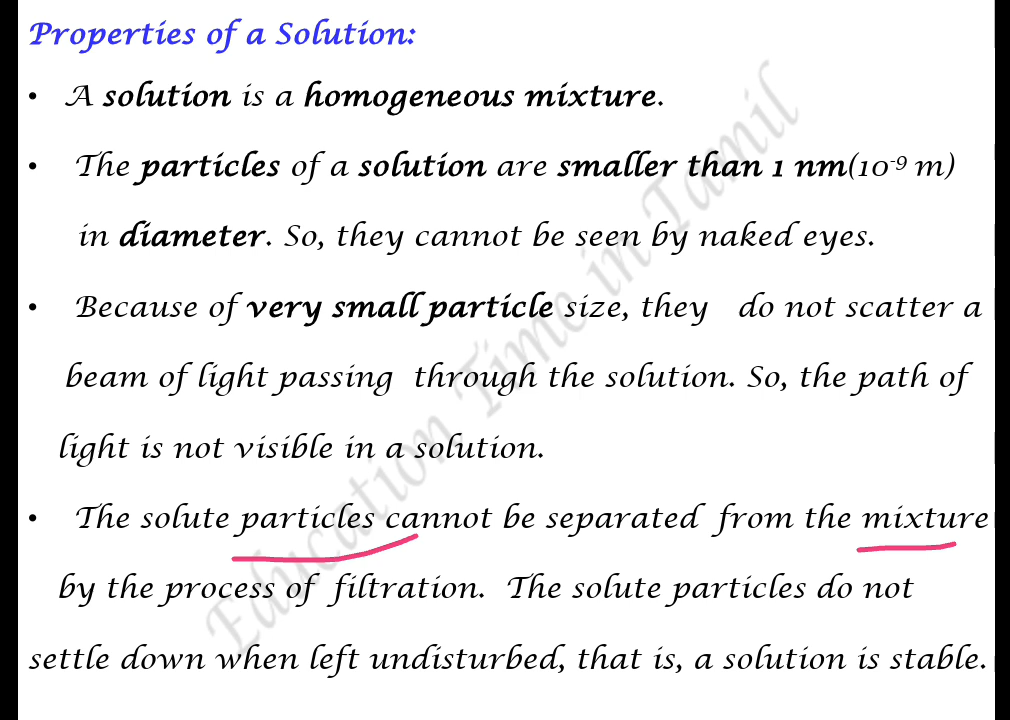 Properties of a Solution:
• A solution is a homogeneous mixture.
• The particles of a solution are smaller than 1 nm(10⁻⁹ m)
in diameter. So, they cannot be seen by naked eyes.
• Because of very small particle size, they do not scatter a
beam of light passing through the solution. So, the path of
light is not visible in a solution.
• The solute particles cannot be separated from the mixture
by the process of filtration. The solute particles do not
settle down when left undisturbed, that is, a solution is stable.
Education Time in Tamil